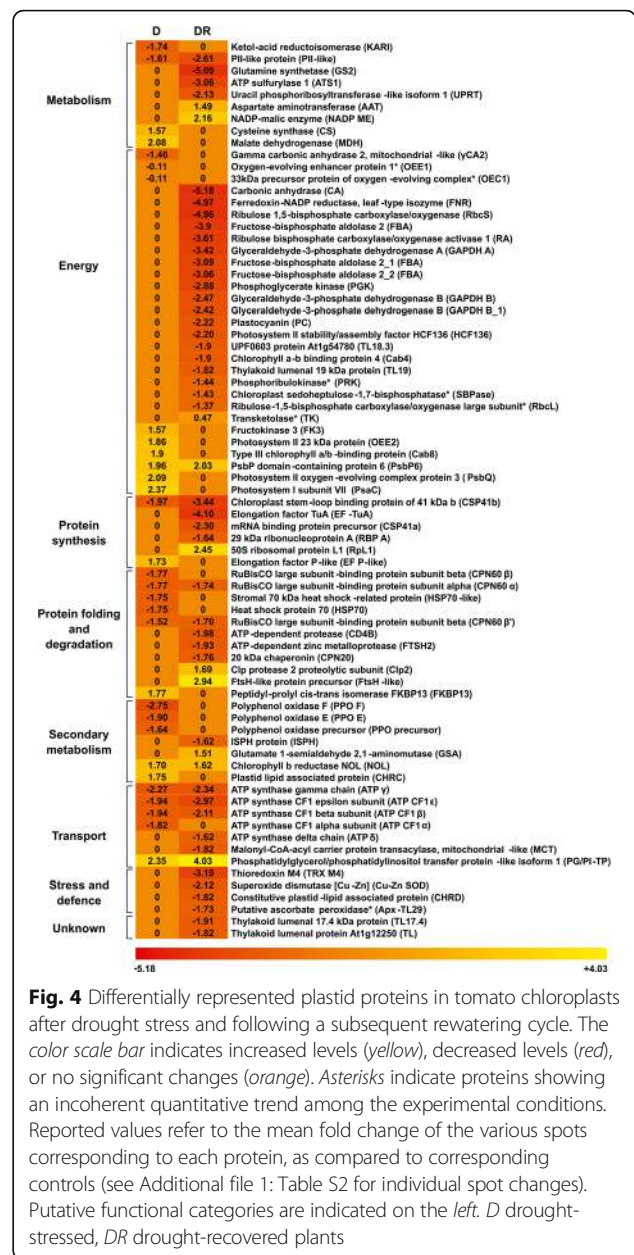 D DR
Metabolism
-1.74 0 Ketol-acid reductoisomerase (KARI)
-1.61 -2.61 PII-like protein (PII-like)
0 -5.09 Glutamine synthetase (GS2)
0 -3.06 ATP sulfurylase 1 (ATS1)
0 -2.13 Uracil phosphoribosyltransferase -like isoform 1 (UPRT)
0 1.49 Aspartate aminotransferase (AAT)
0 2.16 NADP-malic enzyme (NADP ME)
1.57 0 Cysteine synthase (CS)
2.08 0 Malate dehydrogenase (MDH)
Energy
-1.46 0 Gamma carbonic anhydrase 2, mitochondrial -like (γCA2)
-0.11 0 Oxygen-evolving enhancer protein 1* (OEE1)
-0.11 0 33kDa precursor protein of oxygen -evolving complex* (OEC1)
0 -5.18 Carbonic anhydrase (CA)
0 -4.97 Ferredoxin-NADP reductase, leaf -type isozyme (FNR)
0 -4.96 Ribulose 1,5-bisphosphate carboxylase/oxygenase (RbcS)
0 -3.9 Fructose-bisphosphate aldolase 2 (FBA)
0 -3.61 Ribulose bisphosphate carboxylase/oxygenase activase 1 (RA)
0 -3.42 Glyceraldehyde-3-phosphate dehydrogenase A (GAPDH A)
0 -3.09 Fructose-bisphosphate aldolase 2_1 (FBA)
0 -3.06 Fructose-bisphosphate aldolase 2_2 (FBA)
0 -2.88 Phosphoglycerate kinase (PGK)
0 -2.47 Glyceraldehyde-3-phosphate dehydrogenase B (GAPDH B)
0 -2.42 Glyceraldehyde-3-phosphate dehydrogenase B (GAPDH B_1)
0 -2.22 Plastocyanin (PC)
0 -2.20 Photosystem II stability/assembly factor HCF136 (HCF136)
0 -1.9 UPF0603 protein At1g54780 (TL18.3)
0 -1.9 Chlorophyll a-b binding protein 4 (Cab4)
0 -1.82 Thylakoid lumenal 19 kDa protein (TL19)
0 -1.44 Phosphoribulokinase* (PRK)
0 -1.43 Chloroplast sedoheptulose-1,7-bisphosphatase* (SBPase)
0 -1.37 Ribulose-1,5-bisphosphate carboxylase/oxygenase large subunit* (RbcL)
0 0.47 Transketolase* (TK)
1.57 0 Fructokinase 3 (FK3)
1.86 0 Photosystem II 23 kDa protein (OEE2)
1.9 0 Type III chlorophyll a/b -binding protein (Cab8)
1.96 2.03 PsbP domain-containing protein 6 (PsbP6)
2.09 0 Photosystem II oxygen-evolving complex protein 3 (PsbQ)
2.37 0 Photosystem I subunit VII (PsaC)
Protein synthesis
-1.97 -3.44 Chloroplast stem-loop binding protein of 41 kDa b (CSP41b)
0 -4.10 Elongation factor TuA (EF -TuA)
0 -2.30 mRNA binding protein precursor (CSP41a)
0 -1.64 29 kDa ribonucleoprotein A (RBP A)
0 2.45 50S ribosomal protein L1 (RpL1)
1.73 0 Elongation factor P-like (EF P-like)
Protein folding and degradation
-1.77 0 RuBisCO large subunit -binding protein subunit beta (CPN60 β)
-1.77 -1.74 RuBisCO large subunit -binding protein subunit alpha (CPN60 α)
-1.75 0 Stromal 70 kDa heat shock -related protein (HSP70 -like)
-1.75 0 Heat shock protein 70 (HSP70)
-1.52 -1.70 RuBisCO large subunit -binding protein subunit beta (CPN60 β')
0 -1.98 ATP-dependent protease (CD4B)
0 -1.93 ATP-dependent zinc metalloprotease (FTSH2)
0 -1.76 20 kDa chaperonin (CPN20)
0 1.69 Clp protease 2 proteolytic subunit (Clp2)
0 2.94 FtsH-like protein precursor (FtsH -like)
1.77 0 Peptidyl-prolyl cis-trans isomerase FKBP13 (FKBP13)
Secondary metabolism
-2.75 0 Polyphenol oxidase F (PPO F)
-1.90 0 Polyphenol oxidase E (PPO E)
-1.64 0 Polyphenol oxidase precursor (PPO precursor)
0 -1.62 ISPH protein (ISPH)
0 1.51 Glutamate 1-semialdehyde 2,1-aminomutase (GSA)
1.70 1.62 Chlorophyll b reductase NOL (NOL)
1.75 0 Plastid lipid associated protein (CHRC)
Transport
-2.27 -2.34 ATP synthase gamma chain (ATP γ)
-1.94 -2.97 ATP synthase CF1 epsilon subunit (ATP CF1 ε)
-1.94 -2.11 ATP synthase CF1 beta subunit (ATP CF1 β)
-1.82 0 ATP synthase CF1 alpha subunit (ATP CF1 α)
0 -1.62 ATP synthase delta chain (ATP δ)
0 -1.82 Malonyl-CoA-acyl carrier protein transacylase, mitochondrial -like (MCT)
2.35 4.03 Phosphatidylglycerol/phosphatidylinositol transfer protein -like isoform 1 (PG/PI-TP)
Stress and defence
0 -3.19 Thioredoxin M4 (TRX M4)
0 -2.12 Superoxide dismutase [Cu -Zn] (Cu-Zn SOD)
0 -1.82 Constitutive plastid -lipid associated protein (CHRD)
0 -1.73 Putative ascorbate peroxidase* (Apx -TL29)
Unknown
0 -1.91 Thylakoid lumenal 17.4 kDa protein (TL17.4)
0 -1.82 Thylakoid lumenal protein At1g12250 (TL)
-5.18 +4.03
Fig. 4 Differentially represented plastid proteins in tomato chloroplasts
after drought stress and following a subsequent rewatering cycle. The
color scale bar indicates increased levels (yellow), decreased levels (red),
or no significant changes (orange). Asterisks indicate proteins showing
an incoherent quantitative trend among the experimental conditions.
Reported values refer to the mean fold change of the various spots
corresponding to each protein, as compared to corresponding
controls (see Additional file 1: Table S2 for individual spot changes).
Putative functional categories are indicated on the left. D drought-
stressed, DR drought-recovered plants